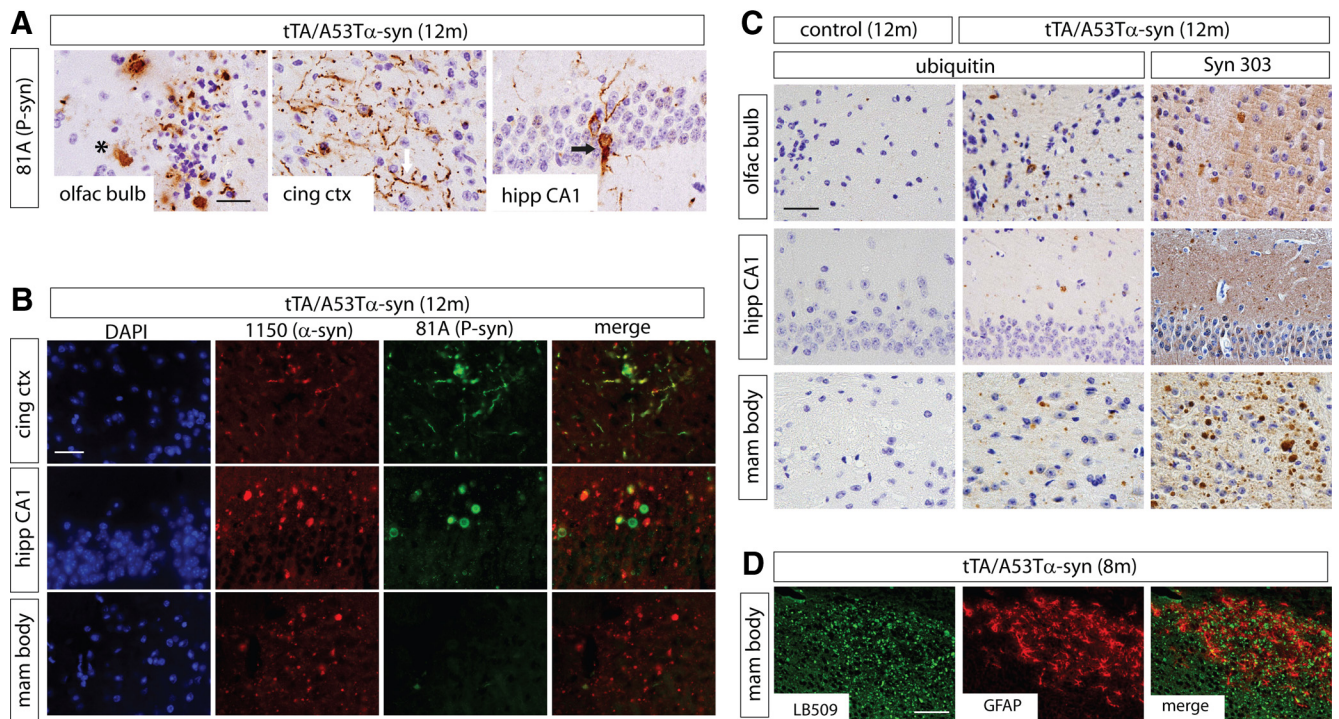 A
tTA/A53Tα-syn (12m)
81A (P-syn)
*
olfac bulb
cing ctx
hipp CA1
B
tTA/A53Tα-syn (12m)
DAPI
1150 (α-syn)
81A (P-syn)
merge
cing ctx
hipp CA1
mam body
C
control (12m)
tTA/A53Tα-syn (12m)
ubiquitin
Syn 303
olfac bulb
hipp CA1
mam body
D
tTA/A53Tα-syn (8m)
mam body
LB509
GFAP
merge